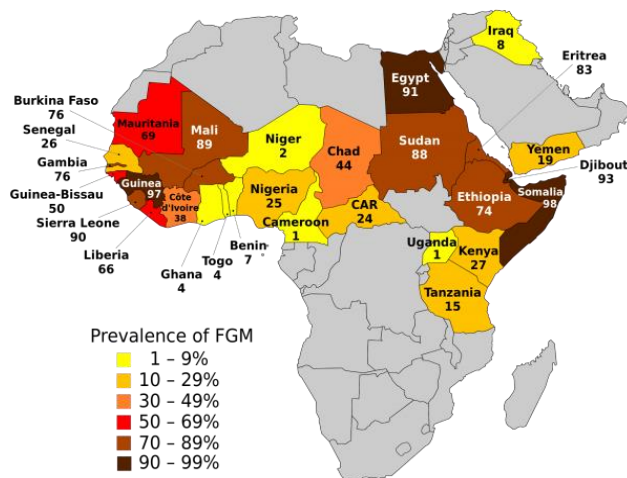 Iraq
8
Eritrea
83
Egypt
91
Burkina Faso
76
Mauritania
69
Mali
89
Niger
2
Chad
44
Sudan
88
Yemen
19
Senegal
26
Djibouti
93
Gambia
76
Guinea
97
Guinea-Bissau
50
Côte
d'Ivoire
38
Nigeria
25
CAR
24
Ethiopia
74
Somalia
98
Sierra Leone
90
Cameroon
1
Benin
7
Togo
4
Ghana
4
Liberia
66
Uganda
1
Kenya
27
Tanzania
15
Prevalence of FGM
1 – 9%
10 – 29%
30 – 49%
50 – 69%
70 – 89%
90 – 99%